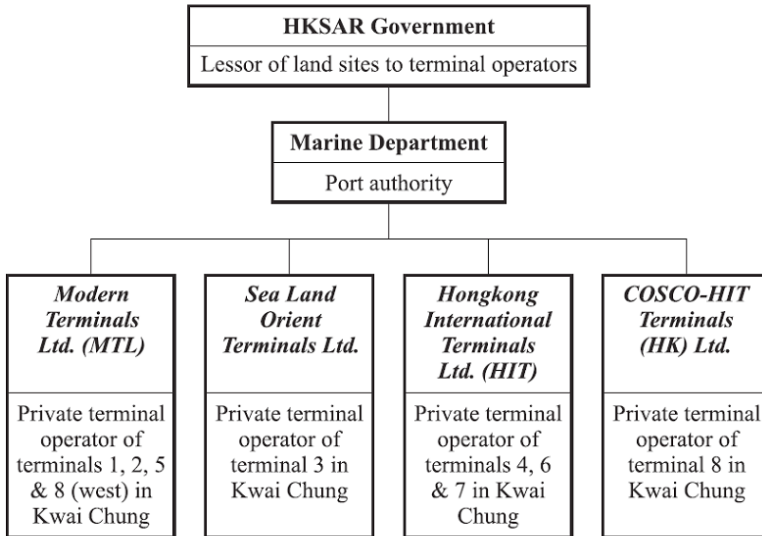 HKSAR Government
Lessor of land sites to terminal operators
Marine Department
Port authority
Modern
Terminals
Ltd. (MTL)
Private terminal
operator of
terminals 1, 2, 5
& 8 (west) in
Kwai Chung
Sea Land
Orient
Terminals Ltd.
Private terminal
operator of
terminal 3 in
Kwai Chung
Hongkong
International
Terminals
Ltd. (HIT)
Private terminal
operator of
terminals 4, 6
& 7 in Kwai
Chung
COSCO-HIT
Terminals
(HK) Ltd.
Private terminal
operator of
terminal 8 in
Kwai Chung